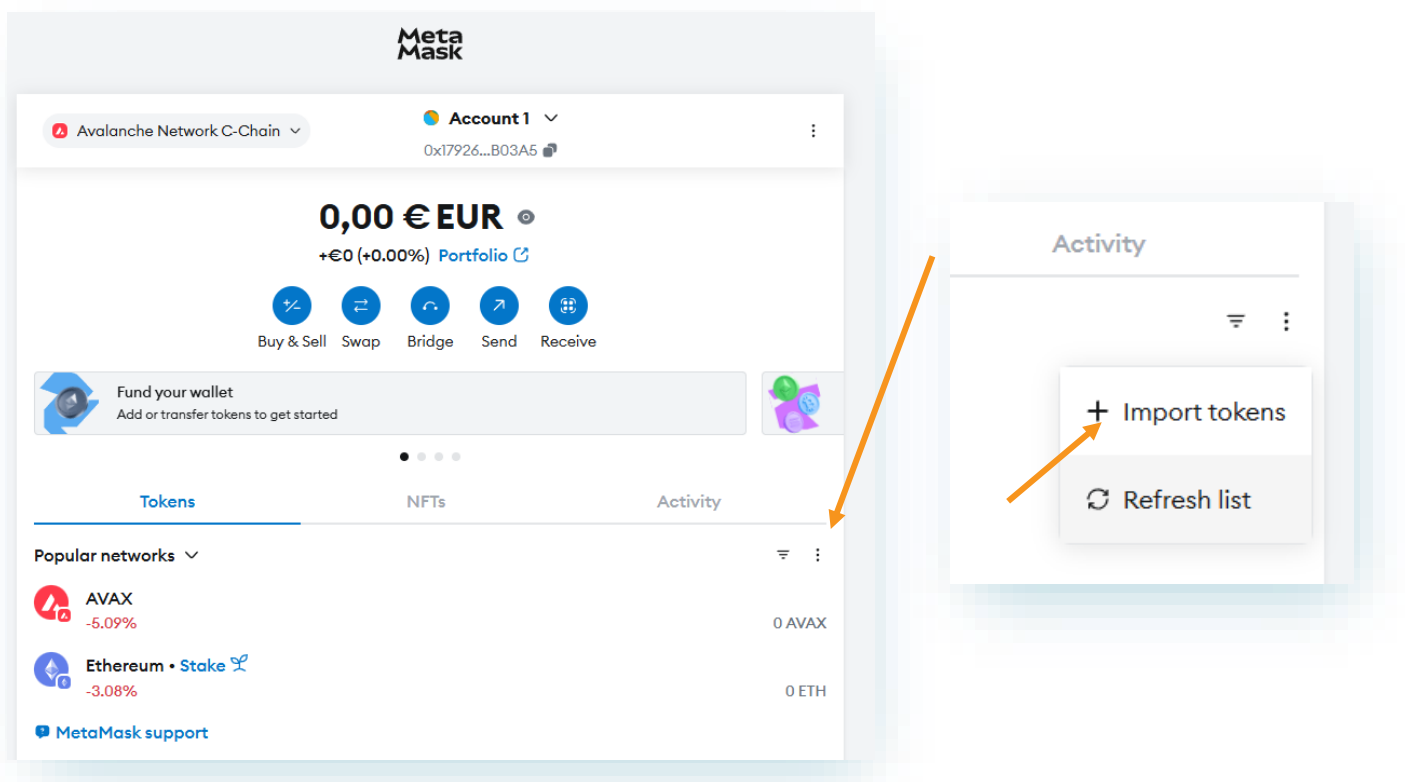 Meta
Mask
Avalanche Network C-Chain
Account 1
0x17926...B03A5
0,00 € EUR
+€0 (+0.00%) Portfolio
Buy & Sell Swap Bridge Send Receive
Fund your wallet
Add or transfer tokens to get started
Tokens NFTs Activity
Popular networks
AVAX
-5.09% 0 AVAX
Ethereum • Stake
-3.08% 0 ETH
MetaMask support
Activity
Import tokens
Refresh list